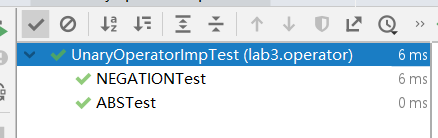 UnaryOperatorImpTest (lab3.operator) 6 ms
NEGATIONTest 6 ms
ABSTest 0 ms